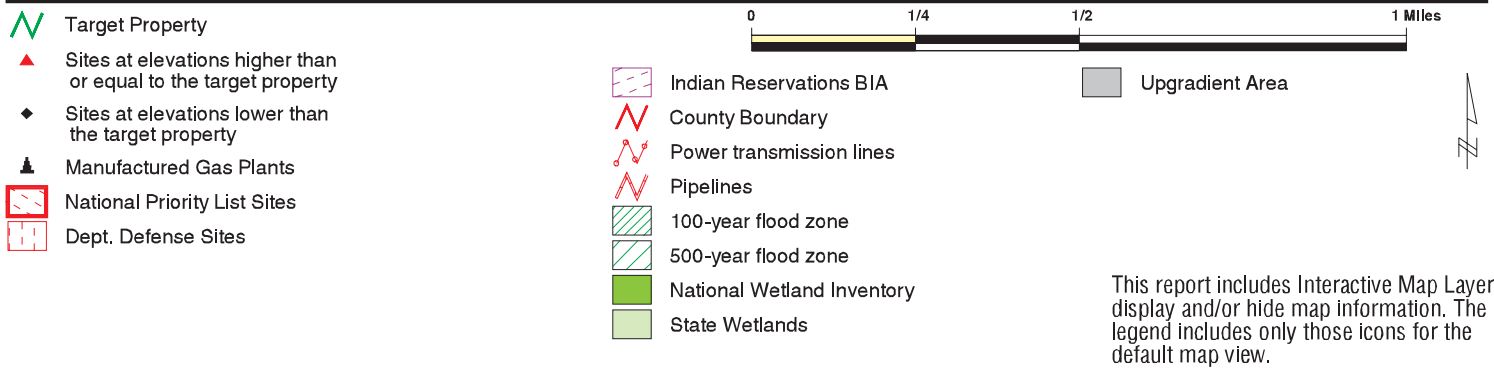 Target Property
Sites at elevations higher than
or equal to the target property
Sites at elevations lower than
the target property
Manufactured Gas Plants
National Priority List Sites
Dept. Defense Sites
0 1/4 1/2 1 Miles
Indian Reservations BIA
County Boundary
Power transmission lines
Pipelines
100-year flood zone
500-year flood zone
National Wetland Inventory
State Wetlands
Upgradient Area
N
This report includes Interactive Map Layer
display and/or hide map information. The
legend includes only those icons for the
default map view.